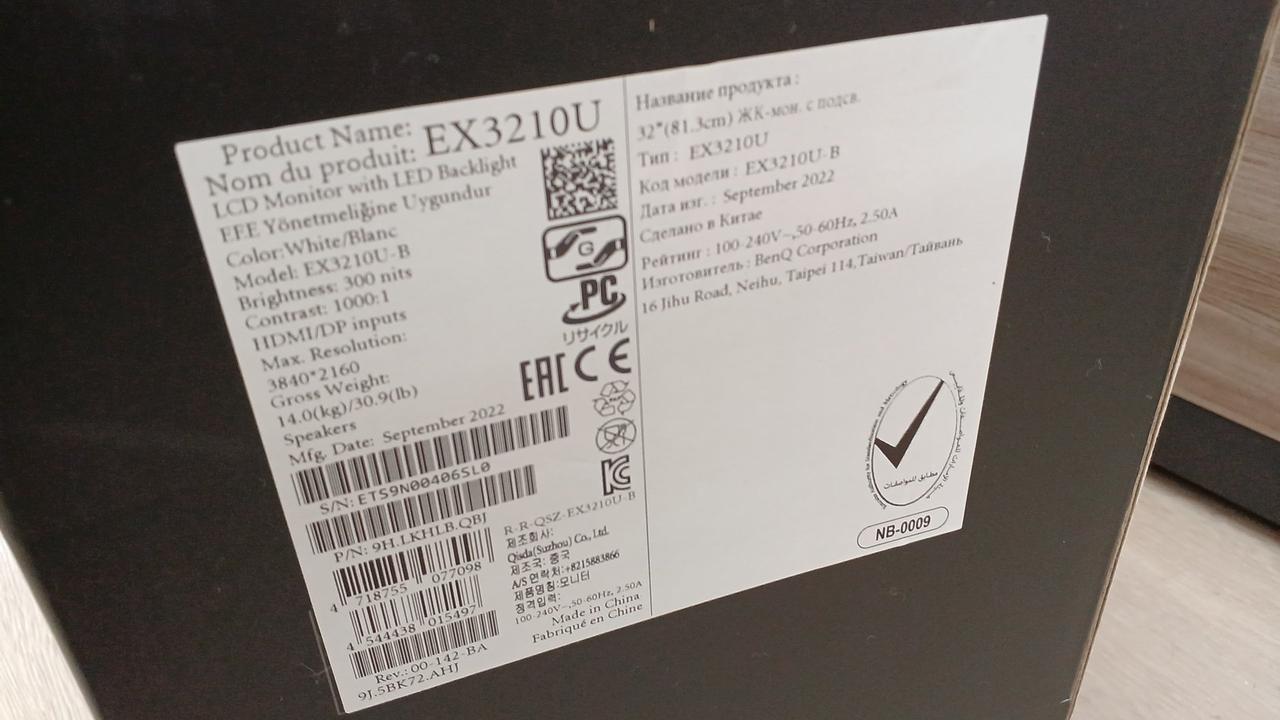 Product Name: EX3210U
Nom du produit:
LCD Monitor with LED Backlight
EEE Yönetmeliğine Uygundur
Color:White/Blanc
Model: EX3210U-B
Brightness: 300 nits
Contrast: 1000:1
HDMI/DP inputs
Max. Resolution:
3840*2160
Gross Weight:
14.0(kg)/30.9(lb)
Speakers
Mfg. Date: September 2022
S/N: ETS9N00406SL0
P/N: 9H.LKHLB.QBJ
4 718755 077098
4 544438 015497
Rev.: 00-142-BA
9J.5BK72.AHJ
G
PC
リサイクル
EAC CE
R-R-QSZ-EX3210U-B
제조회사:
Qisda(Suzhou) Co., Ltd.
제조국: 중국
A/S 연락처:+8215883866
제품명칭:모니터
정격입력:
100-240V~,50-60Hz, 2.50A
Made in China
Fabriqué en Chine
Название продукта :
32"(81.3cm) ЖК-мон. с подсв.
Тип : EX3210U
Код модели : EX3210U-B
Дата изг. : September 2022
Сделано в Китае
Рейтинг : 100-240V~,50-60Hz, 2.50A
Изготовитель : BenQ Corporation
16 Jihu Road, Neihu, Taipei 114,Taiwan/Тайвань
مطابق للمواصفات
NB-0009